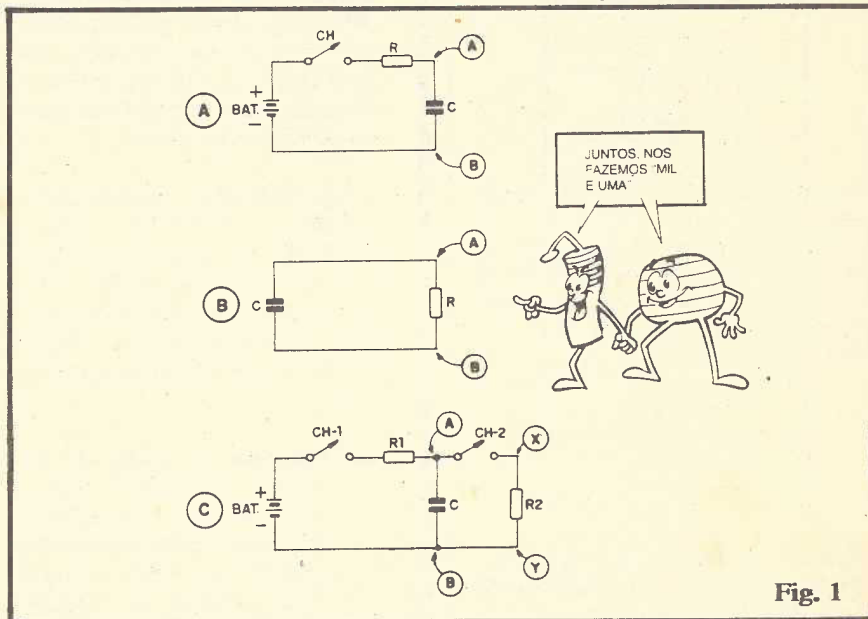 CH
R
A
A
+
BAT.
−
C
B
JUNTOS, NOS
FAZEMOS "MIL
E UMA"
A
B
C
R
B
CH-1
R1
A
CH-2
X
C
+
BAT.
−
C
R2
B
Y
Fig. 1